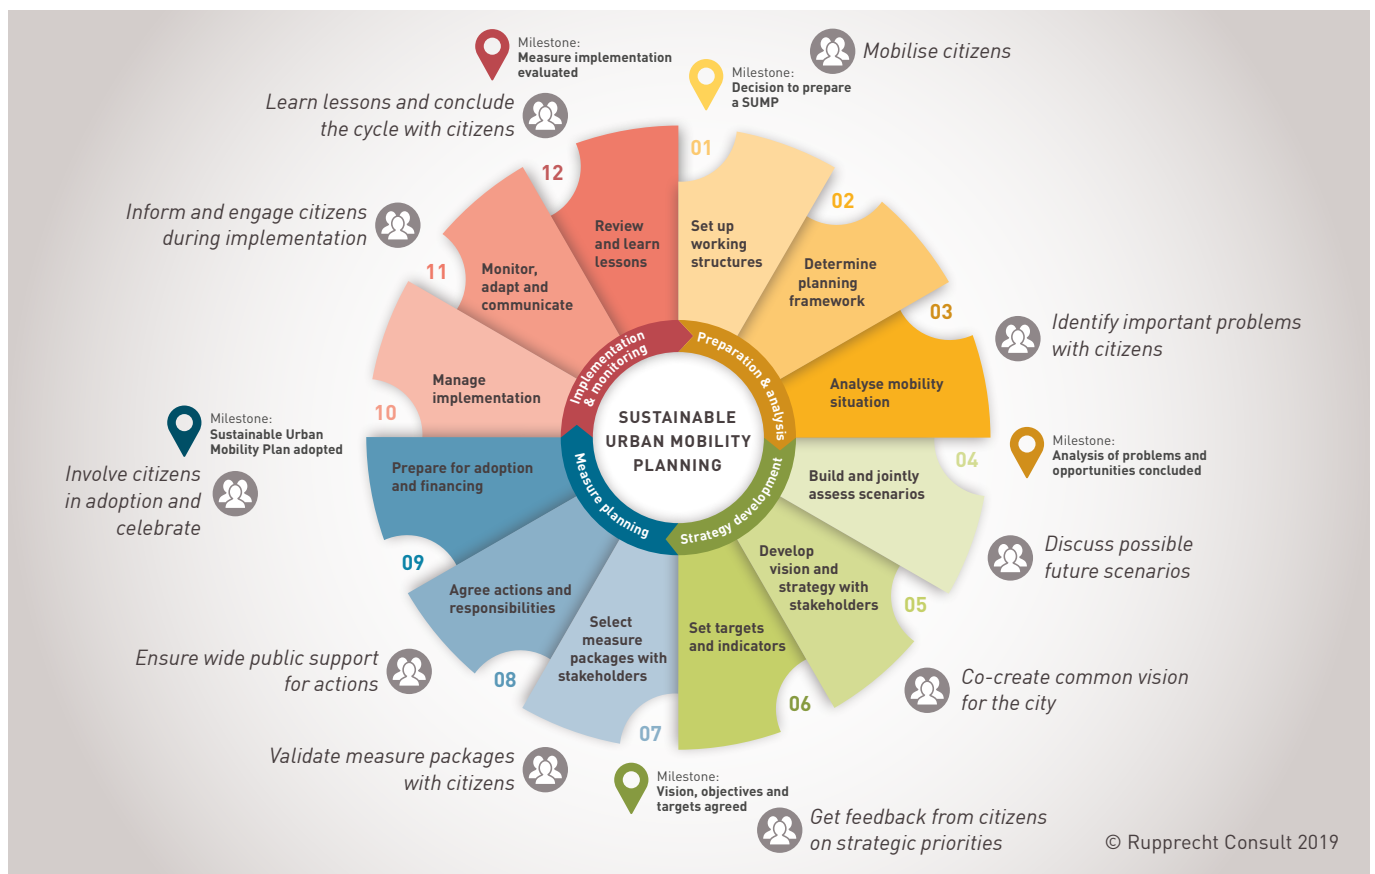 Mobilise citizens
Milestone:
Decision to prepare
a SUMP
01
Set up
working
structures
02
Determine
planning
framework
03
Analyse mobility
situation
Identify important problems
with citizens
Milestone:
Analysis of problems and
opportunities concluded
04
Build and jointly
assess scenarios
Discuss possible
future scenarios
05
Develop
vision and
strategy with
stakeholders
Co-create common vision
for the city
06
Set targets
and indicators
Milestone:
Vision, objectives and
targets agreed
Get feedback from citizens
on strategic priorities
07
Select
measure
packages with
stakeholders
Validate measure packages
with citizens
08
Agree actions and
responsibilities
Ensure wide public support
for actions
09
Prepare for adoption
and financing
Milestone:
Sustainable Urban
Mobility Plan adopted
Involve citizens
in adoption and
celebrate
10
Manage
implementation
11
Monitor,
adapt and
communicate
Inform and engage citizens
during implementation
12
Review
and learn
lessons
Learn lessons and conclude
the cycle with citizens
Milestone:
Measure implementation
evaluated
Preparation & analysis
Strategy development
Measure planning
Implementation
& monitoring
SUSTAINABLE
URBAN MOBILITY
PLANNING
© Rupprecht Consult 2019